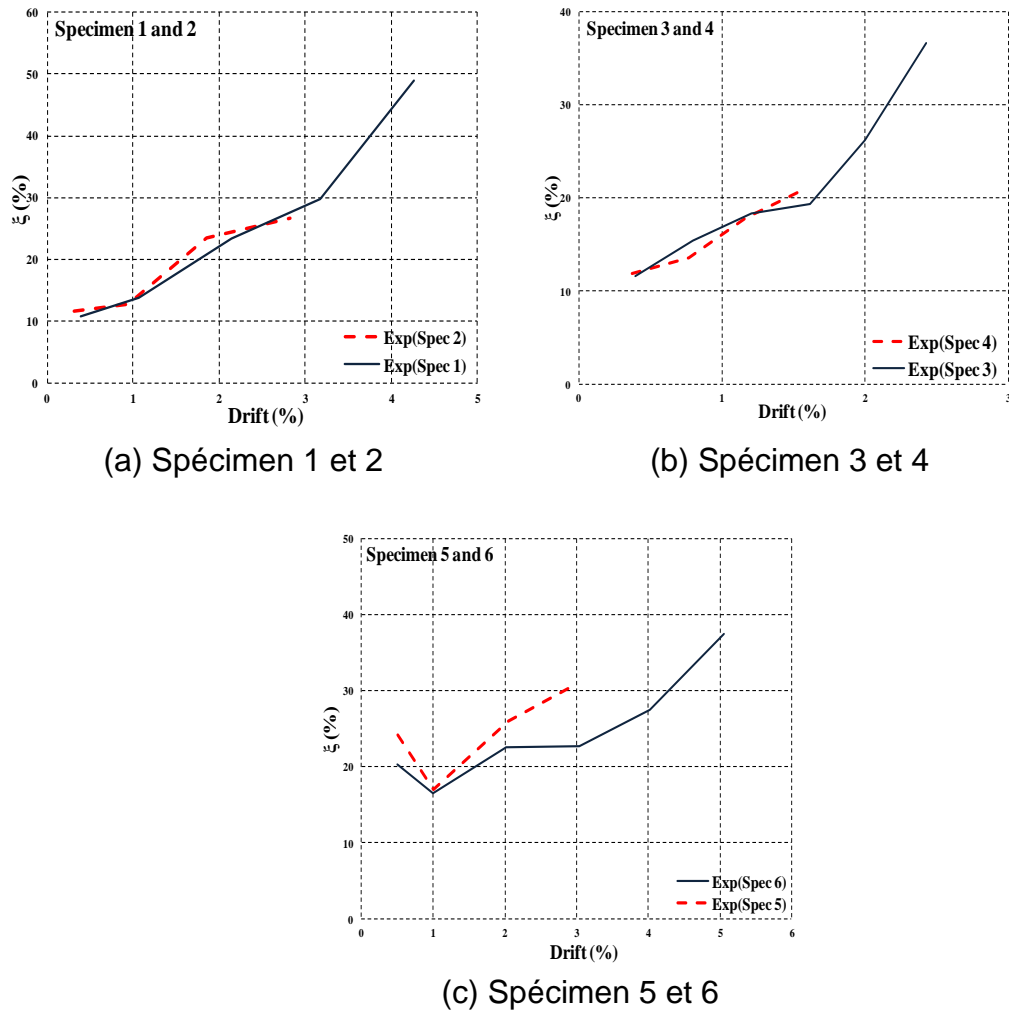 Specimen 1 and 2
60
50
40
30
20
10
0
ξ (%)
0 1 2 3 4 5
Drift (%)
Exp(Spec 2)
Exp(Spec 1)
(a) Spécimen 1 et 2
Specimen 3 and 4
40
30
20
10
0
ξ (%)
0 1 2 3
Drift (%)
Exp(Spec 4)
Exp(Spec 3)
(b) Spécimen 3 et 4
Specimen 5 and 6
50
40
30
20
10
0
ξ (%)
0 1 2 3 4 5 6
Drift (%)
Exp(Spec 6)
Exp(Spec 5)
(c) Spécimen 5 et 6